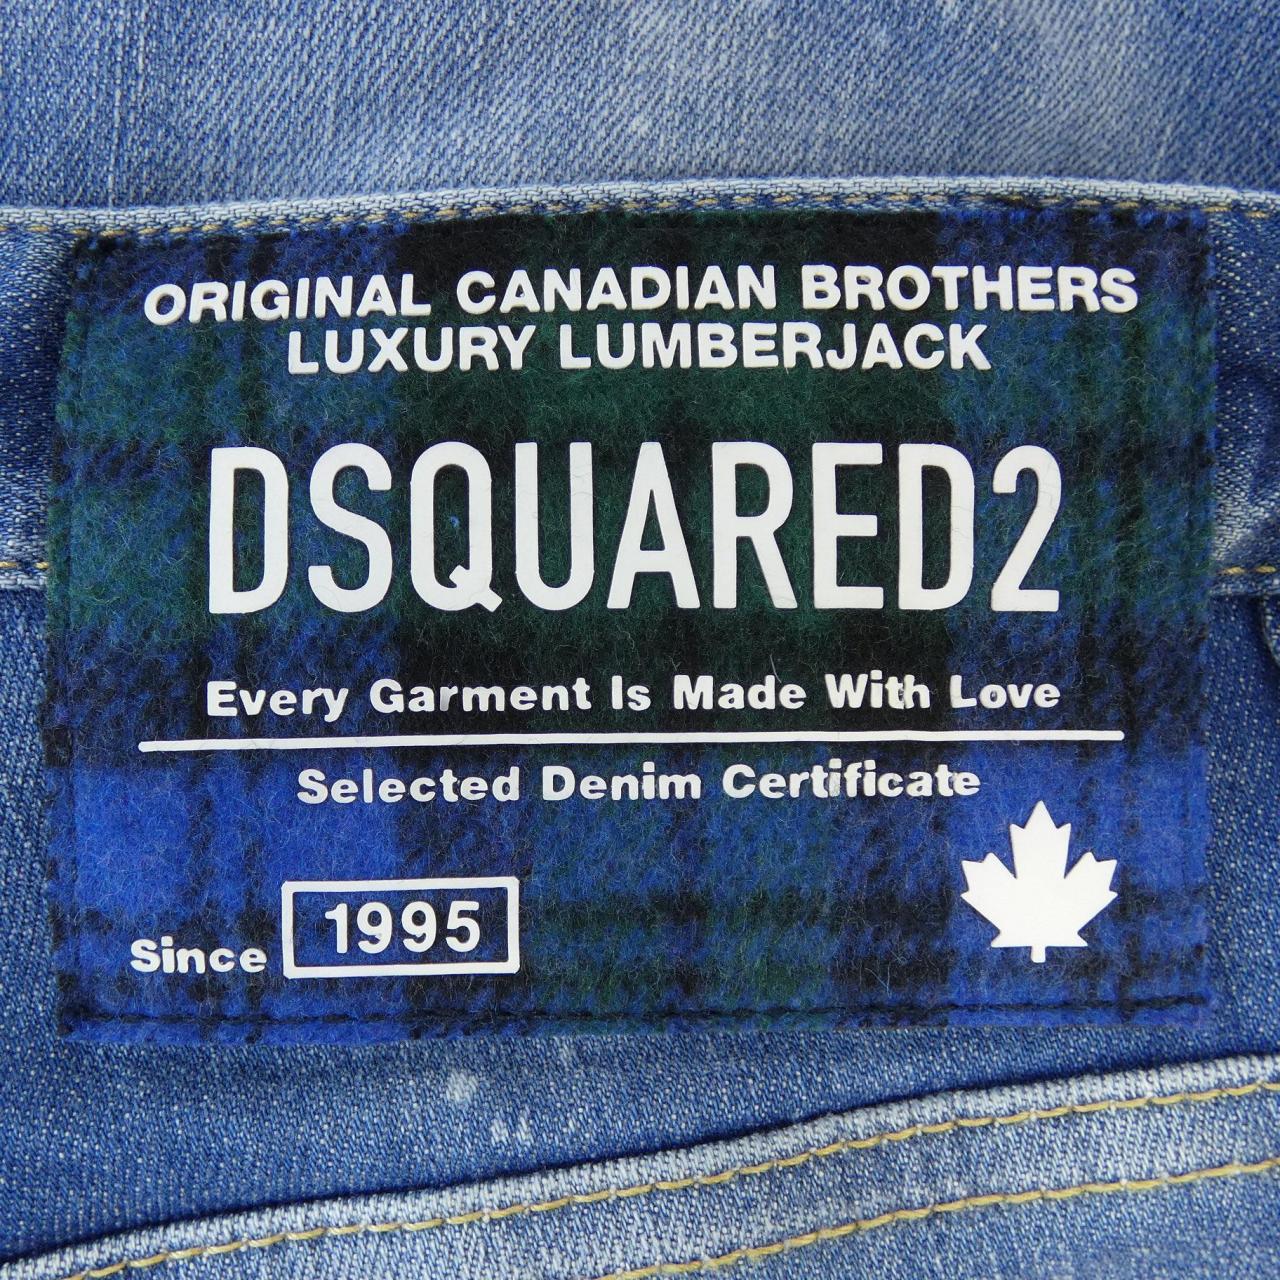 ORIGINAL CANADIAN BROTHERS
LUXURY LUMBERJACK
DSQUARED2
Every Garment Is Made With Love
Selected Denim Certificate
Since 1995